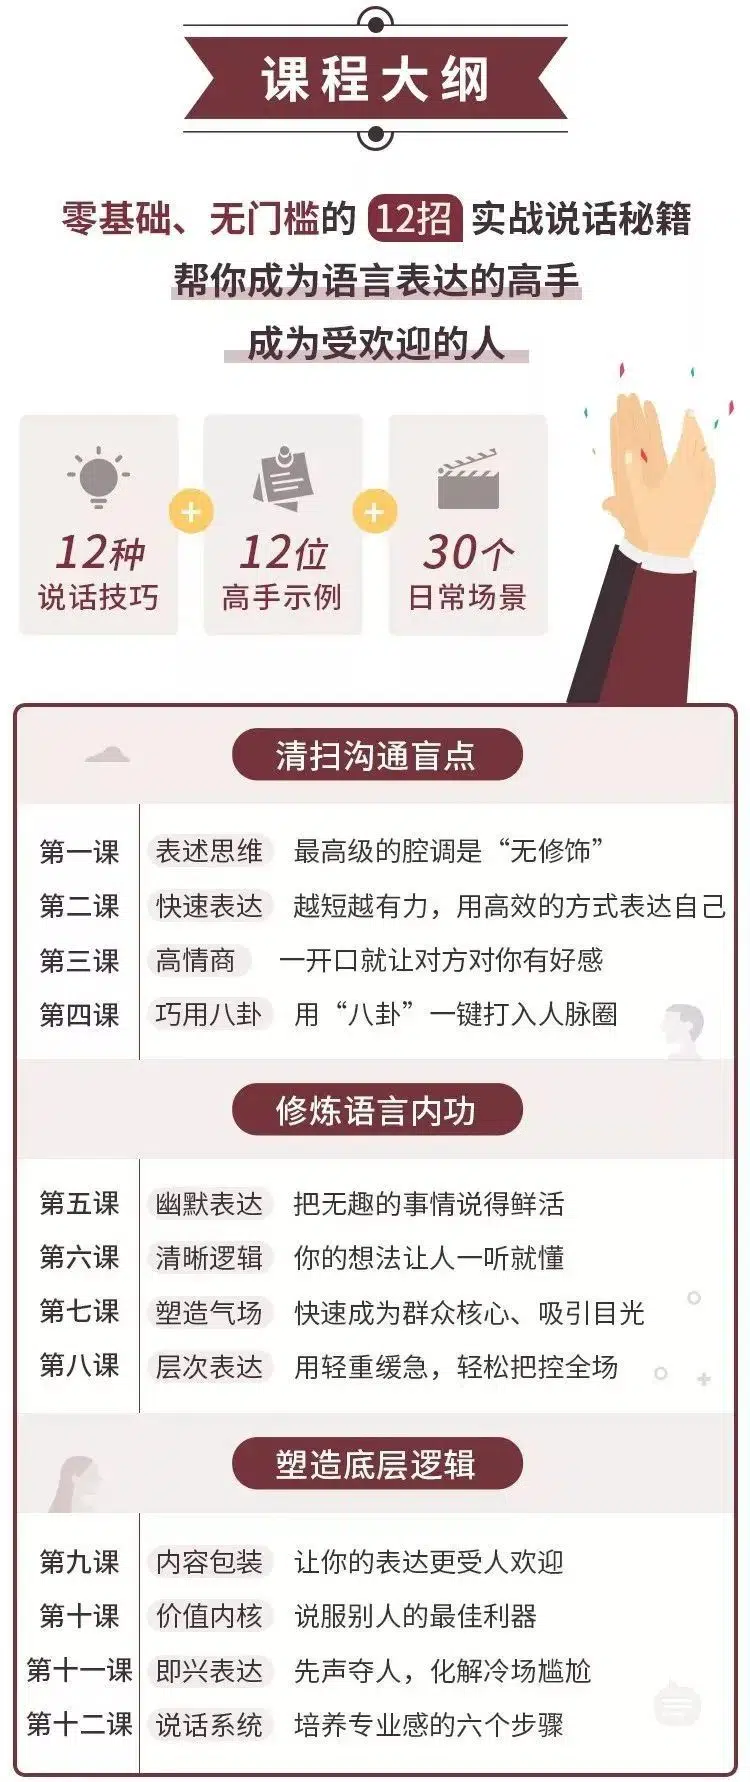 课程大纲
零基础、无门槛的 12招 实战说话秘籍
帮你成为语言表达的高手
成为受欢迎的人
12种 12位 30个
说话技巧 高手示例 日常场景
清扫沟通盲点
第一课 表述思维 最高级的腔调是“无修饰”
第二课 快速表达 越短越有力，用高效的方式表达自己
第三课 高情商 一开口就让对方对你有好感
第四课 巧用八卦 用“八卦”一键打入人脉圈
修炼语言内功
第五课 幽默表达 把无趣的事情说得鲜活
第六课 清晰逻辑 你的想法让人一听就懂
第七课 塑造气场 快速成为群众核心、吸引目光
第八课 层次表达 用轻重缓急，轻松把控全场
塑造底层逻辑
第九课 内容包装 让你的表达更受人欢迎
第十课 价值内核 说服别人的最佳利器
第十一课 即兴表达 先声夺人，化解冷场尴尬
第十二课 说话系统 培养专业感的六个步骤